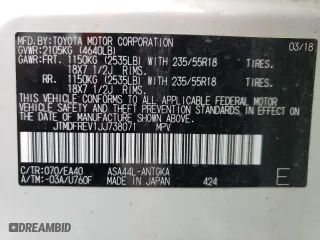 MFD.BY:TOYOTA MOTOR CORPORATION 03/18
GVWR:2105KG (4640LB)
GAWR:FRT. 1150KG (2535LB) WITH 235/55R18 TIRES,
18X7 1/2J RIMS.
RR. 1150KG (2535LB) WITH 235/55R18 TIRES,
18X7 1/2J RIMS.
THIS VEHICLE CONFORMS TO ALL APPLICABLE FEDERAL
MOTOR VEHICLE SAFETY AND BUMPER STANDARDS IN EFFECT
ON THE DATE OF MANUFACTURE SHOWN ABOVE.
JTMDFREV1JJ738071 MPV
C/TR:070/EA40 ASA44L-ANTGKA
A/TM:-03A/U760F MADE IN JAPAN 424 E
BID.CARS